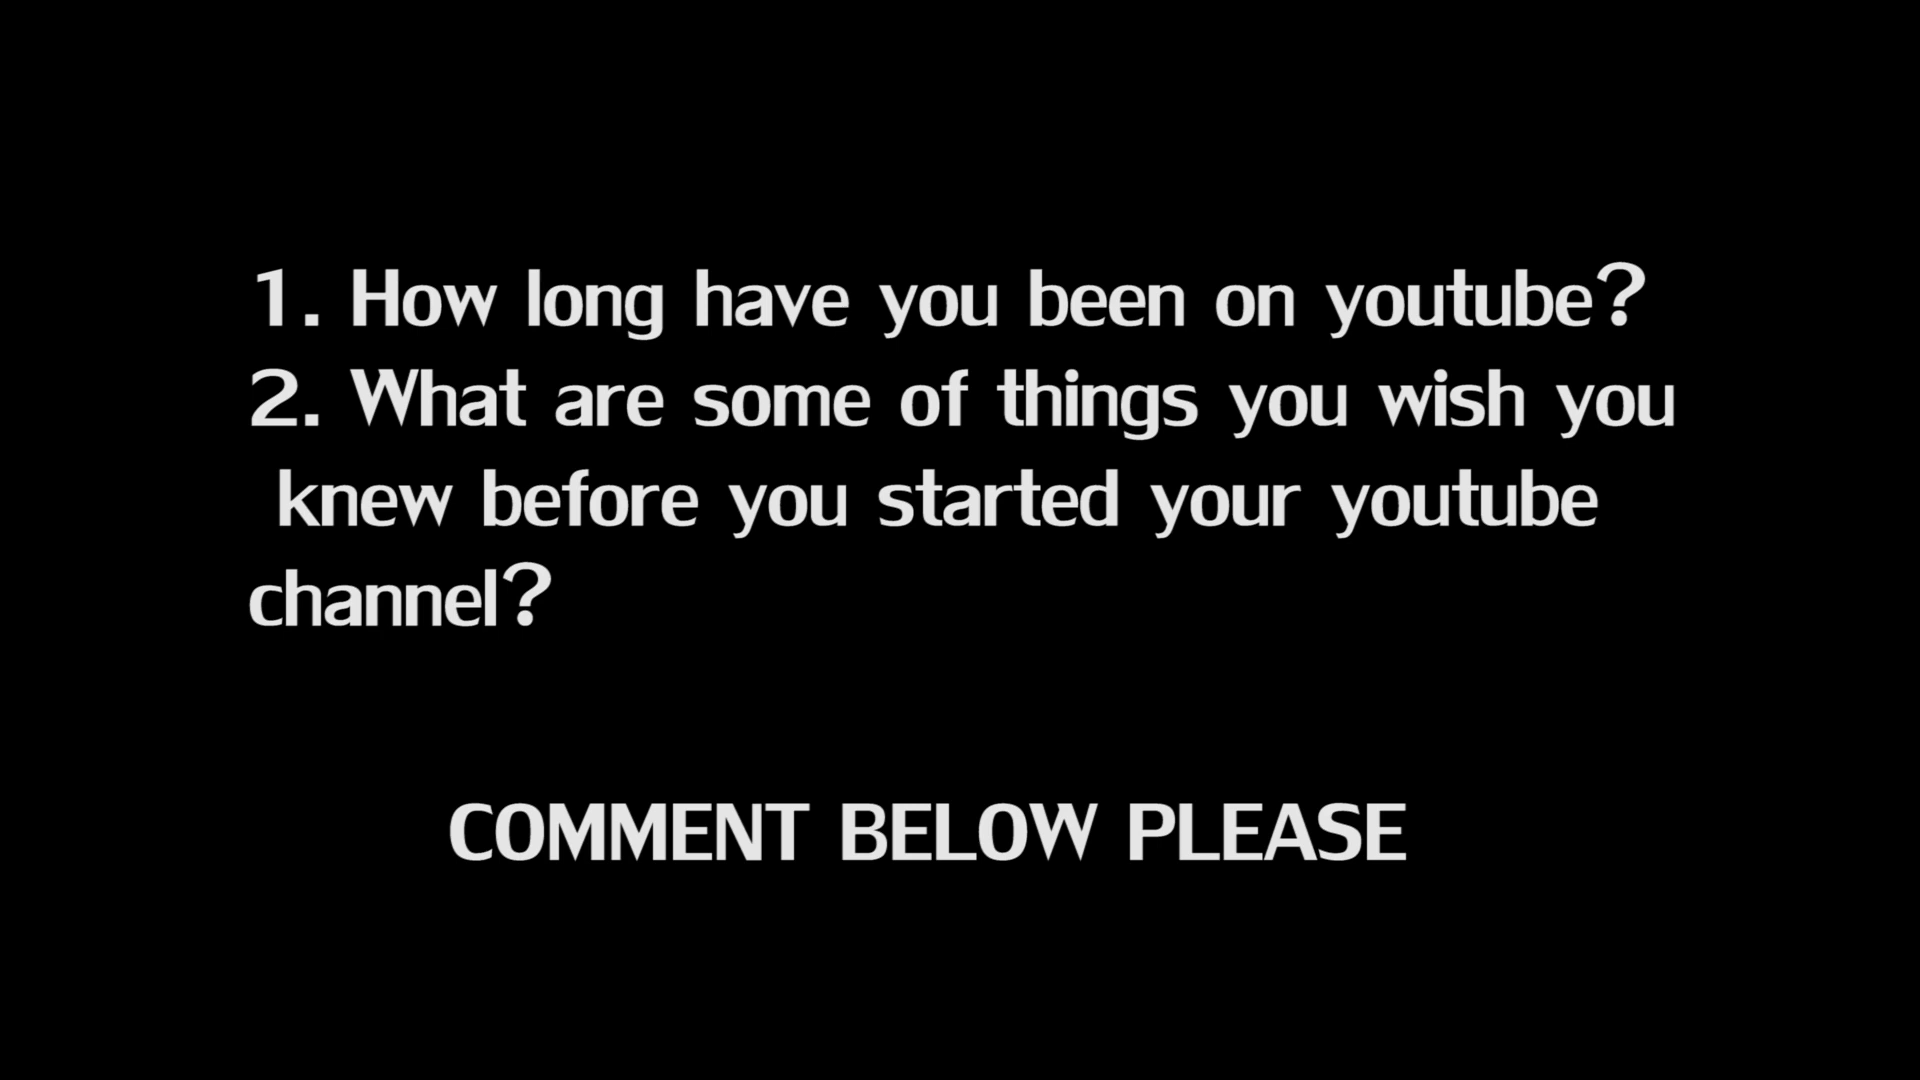 1. How long have you been on youtube?
2. What are some of things you wish you
knew before you started your youtube
channel?
COMMENT BELOW PLEASE